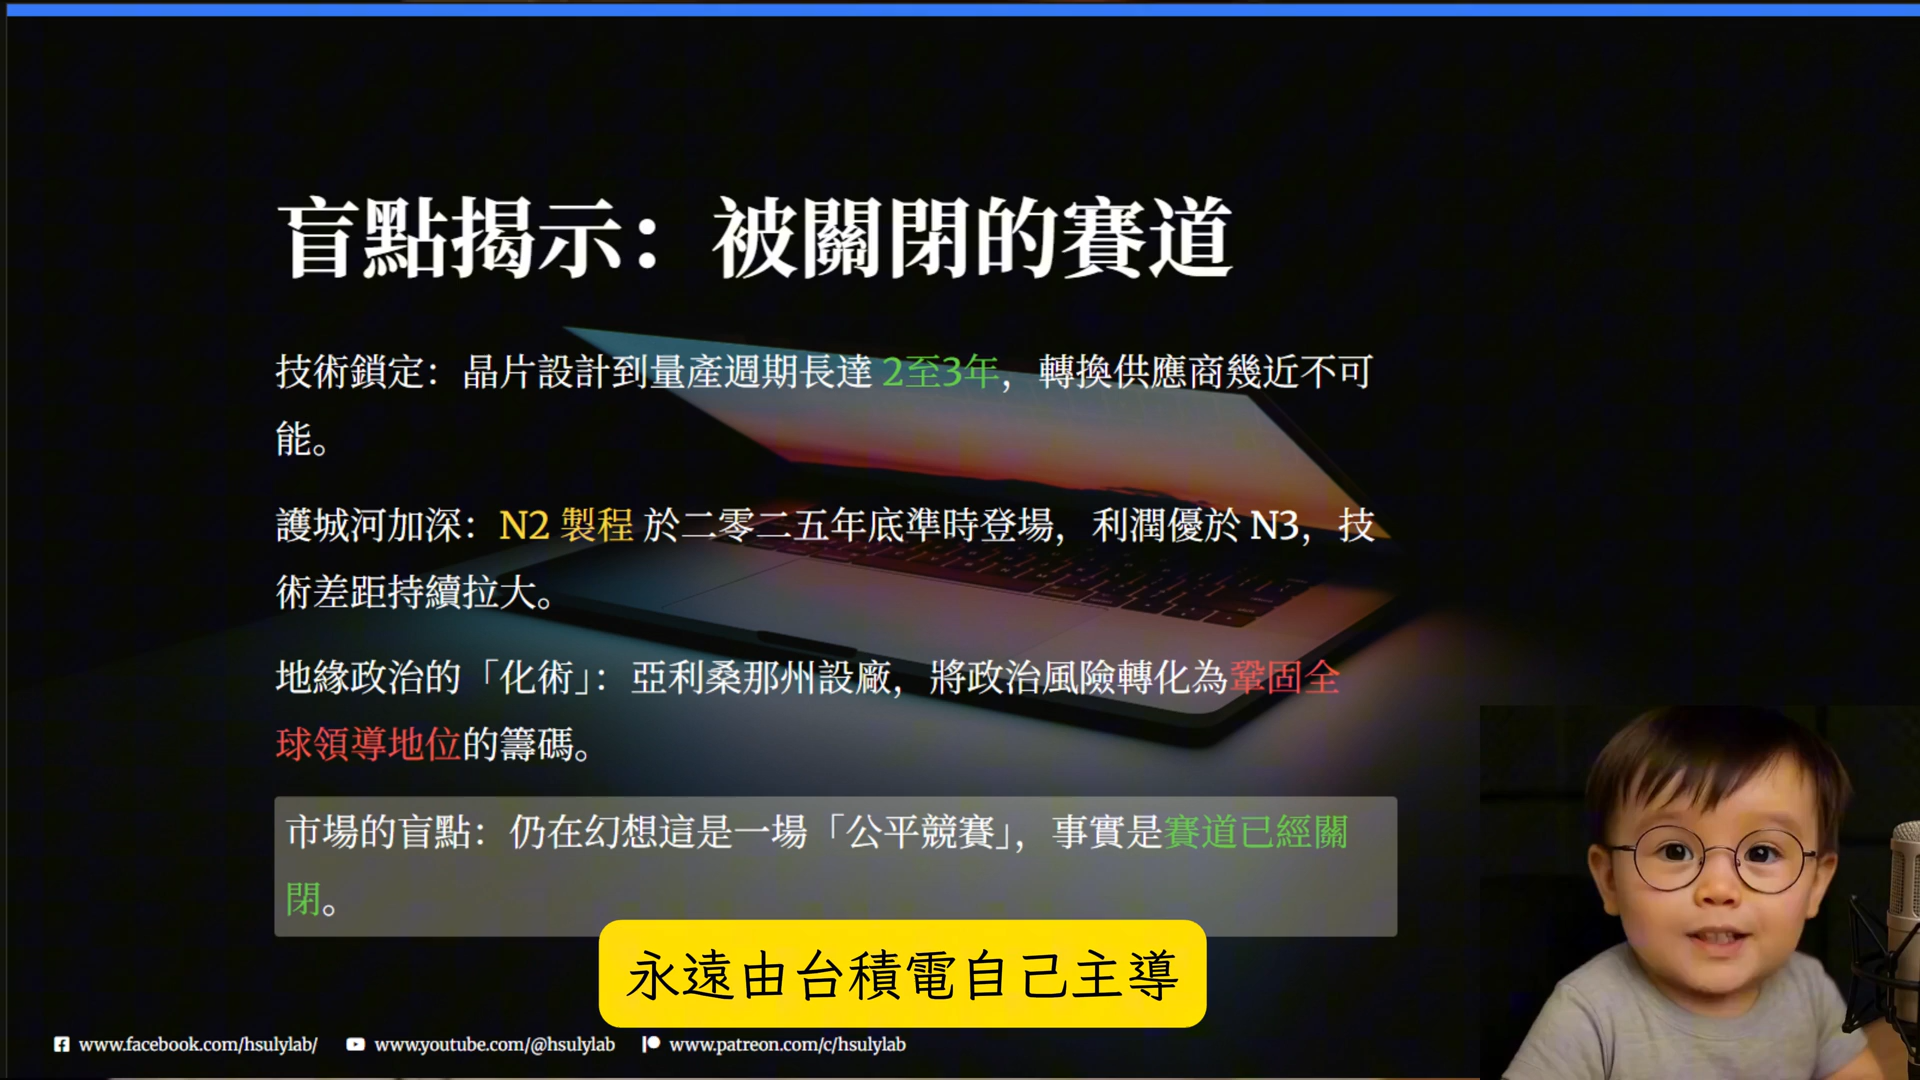 盲點揭示：被關閉的賽道
技術鎖定：晶片設計到量產週期長達 2至3年，轉換供應商幾近不可
能。
護城河加深：N2 製程 於二零二五年底準時登場，利潤優於 N3，技
術差距持續拉大。
地緣政治的「化術」：亞利桑那州設廠，將政治風險轉化為鞏固全
球領導地位的籌碼。
市場的盲點：仍在幻想這是一場「公平競賽」，事實是賽道已經關
閉。
永遠由台積電自己主導
www.facebook.com/hsulylab/ www.youtube.com/@hsulylab www.patreon.com/c/hsulylab